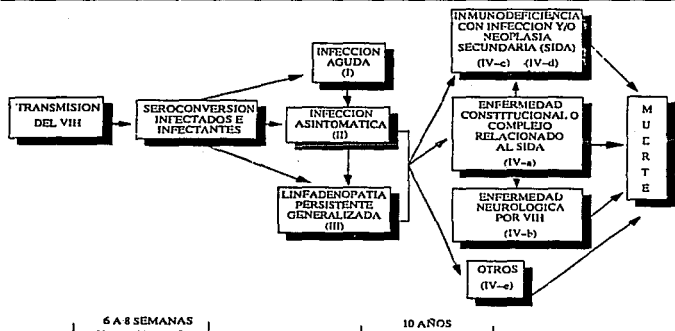 TRANSMISION
DEL VIH
SEROCONVERSION
INFECTADOS E
INFECTANTES
INFECCION
AGUDA
(I)
INFECCION
ASINTOMATICA
(II)
LINFADENOPATIA
PERSISTENTE
GENERALIZADA
(III)
INMUNODEFICIENCIA
CON INFECCION Y/O
NEOPLASIA
SECUNDARIA (SIDA)
(IV-c) (IV-d)
ENFERMEDAD
CONSTITUCIONAL O
COMPLEJO
RELACIONADO
AL SIDA
(IV-a)
ENFERMEDAD
NEUROLOGICA
POR VIH
(IV-b)
OTROS
(IV-e)
MUERTE
6 A 8 SEMANAS
10 AÑOS